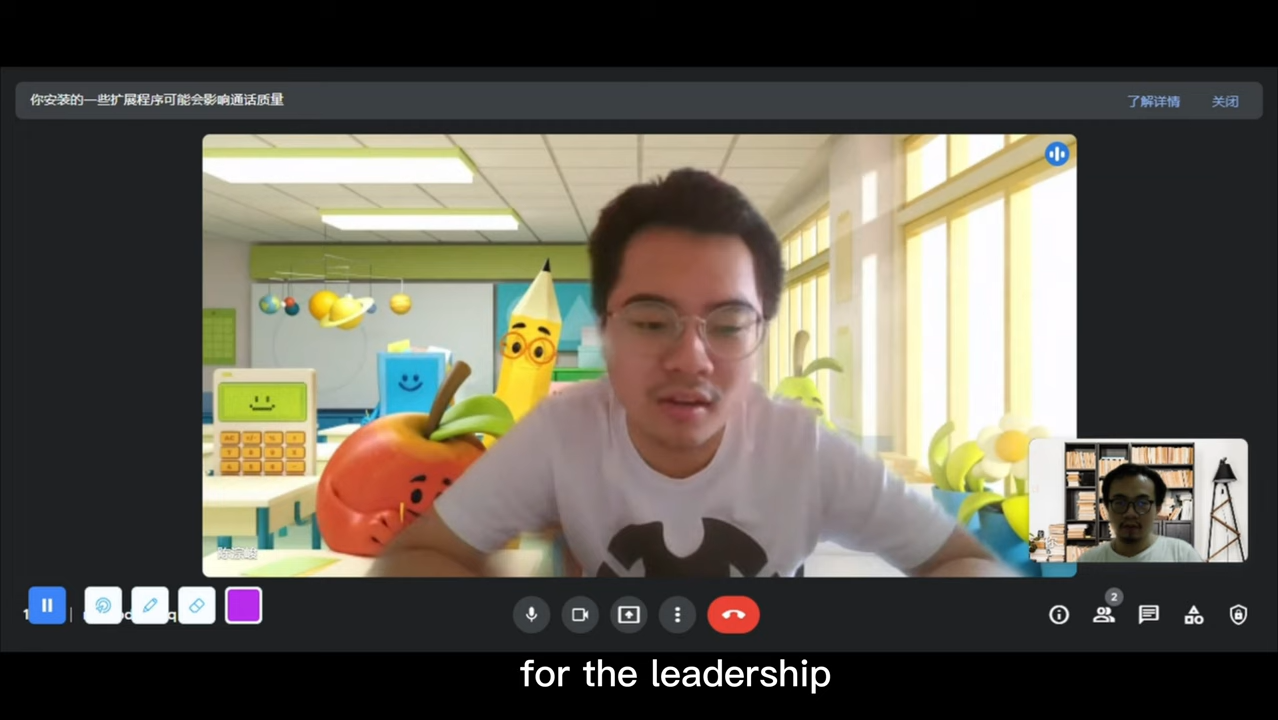 你安装的一些扩展程序可能会影响通话质量
了解详情
关闭
2
for the leadership